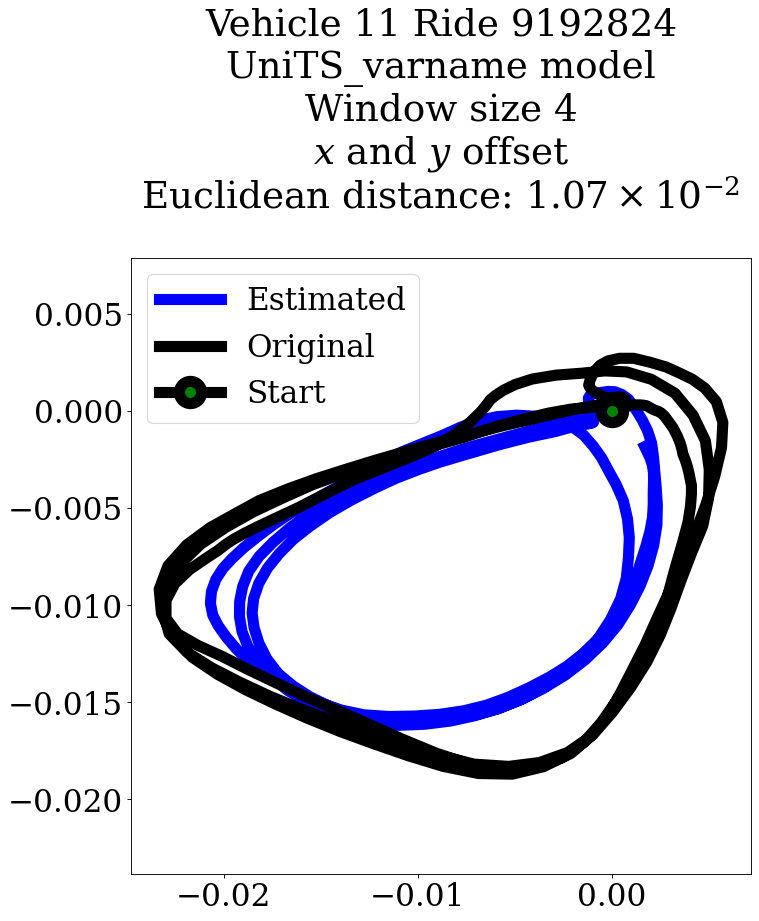 Vehicle 11 Ride 9192824
UniTS_varname model
Window size 4
x and y offset
Euclidean distance: 1.07 × 10⁻²
Estimated
Original
Start
0.005
0.000
−0.005
−0.010
−0.015
−0.020
−0.02
−0.01
0.00